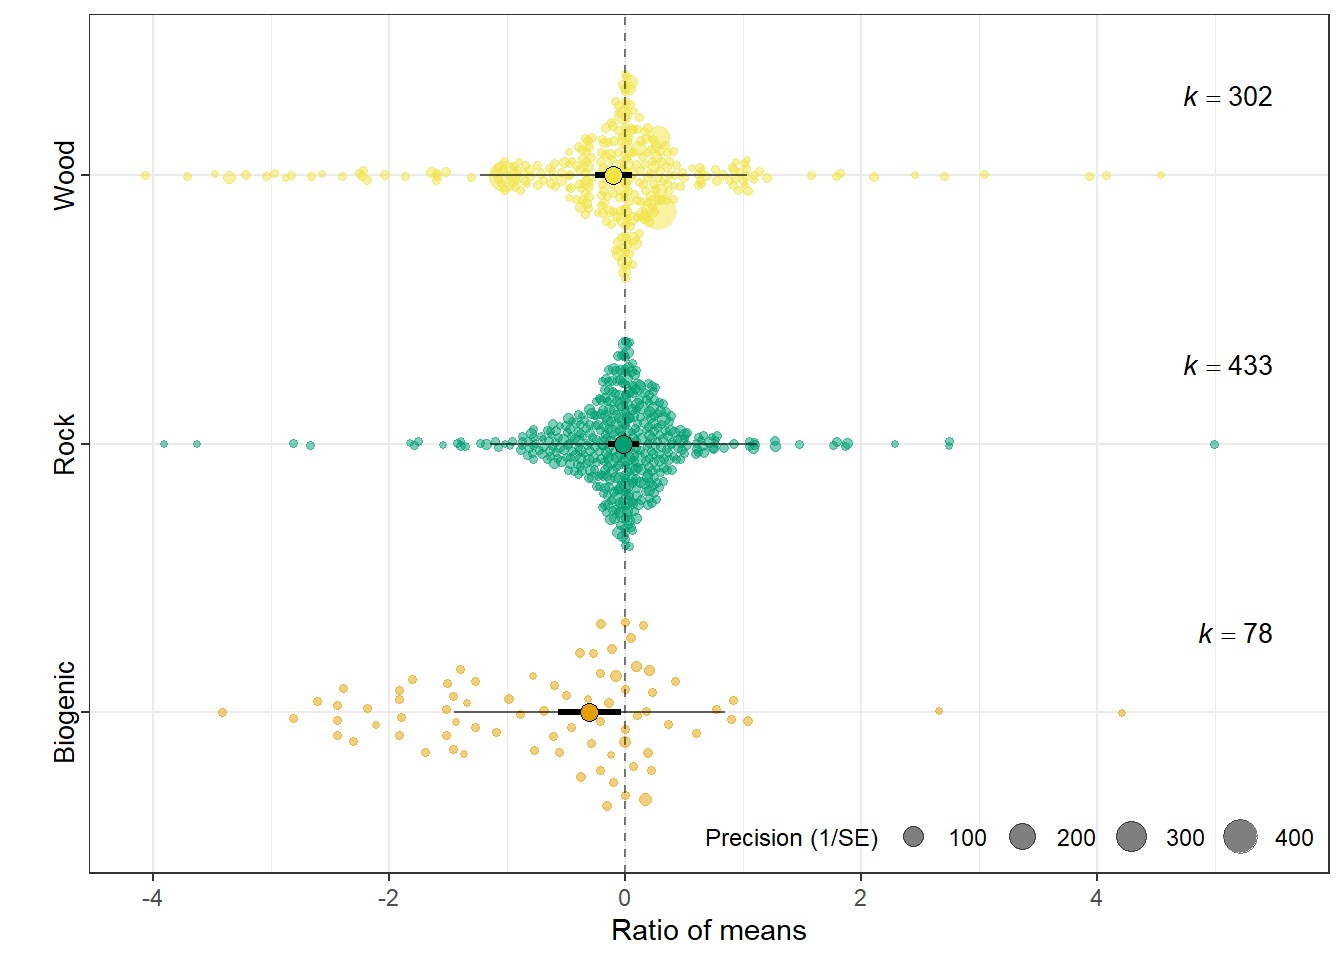 k = 302
Wood
k = 433
Rock
k = 78
Biogenic
Precision (1/SE) 100 200 300 400
-4 -2 0 2 4
Ratio of means